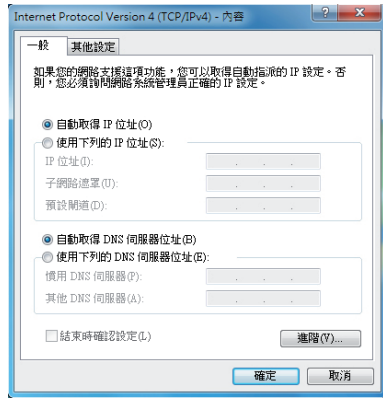 Internet Protocol Version 4 (TCP/IPv4) - 內容
一般 其他設定
如果您的網路支援這項功能，您可以取得自動指派的 IP 設定。否
則，您必須詢問網路系統管理員正確的 IP 設定。
自動取得 IP 位址(O)
使用下列的 IP 位址(S):
IP 位址(I):
子網路遮罩(U):
預設閘道(D):
自動取得 DNS 伺服器位址(B)
使用下列的 DNS 伺服器位址(E):
慣用 DNS 伺服器(P):
其他 DNS 伺服器(A):
結束時確認設定(L)
進階(V)...
確定 取消